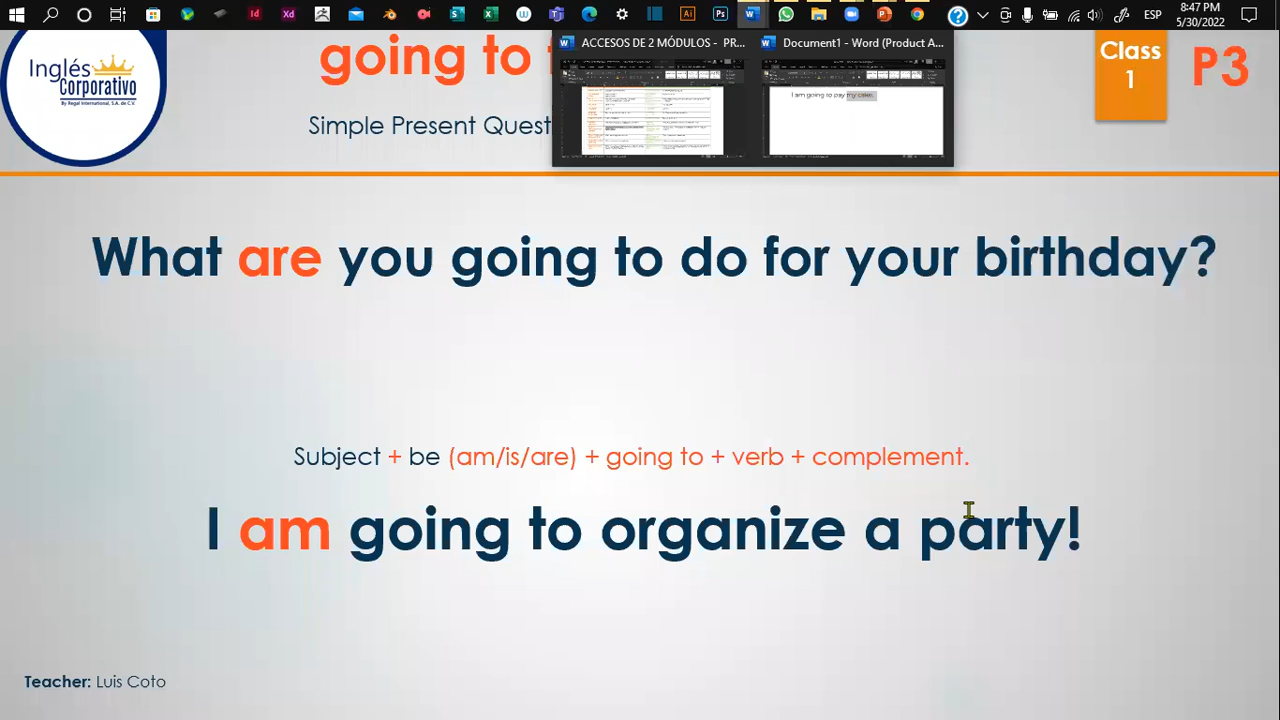 8:47 PM
ESP
5/30/2022
Inglés
Corporativo
By Regal International, S.A. de C.V.
going to
Simple Present Quest
ACCESOS DE 2 MÓDULOS - PR...
Document1 - Word (Product A...
I am going to pay my
Class
1
P3
What are you going to do for your birthday?
Subject + be (am/is/are) + going to + verb + complement.
I am going to organize a party!
Teacher: Luis Coto